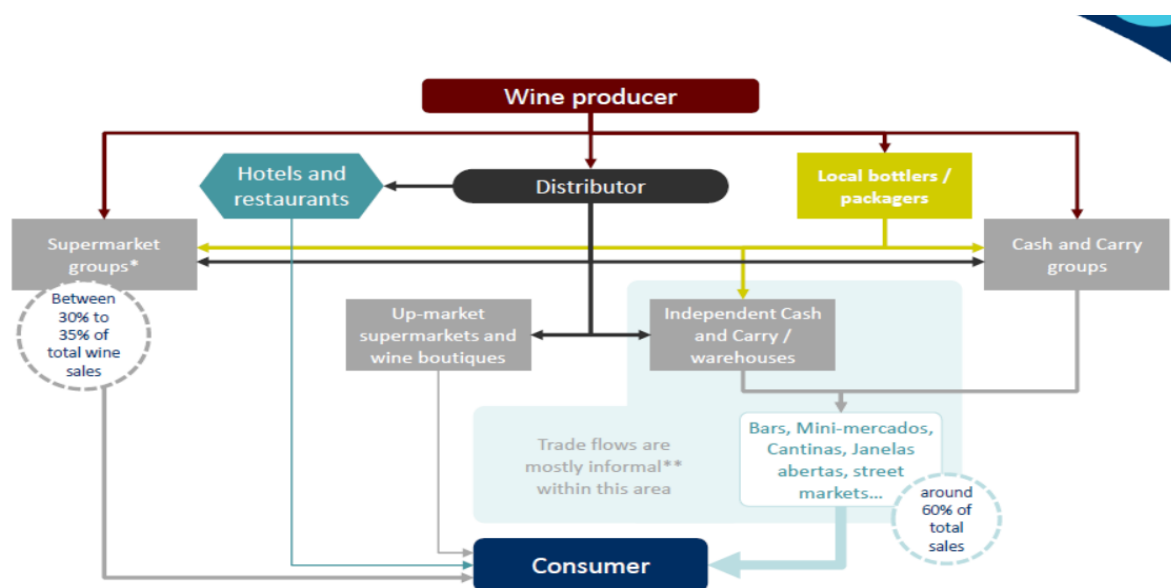 Wine producer
Hotels and
restaurants
Distributor
Local bottlers /
packagers
Supermarket
groups*
Cash and Carry
groups
Between
30% to
35% of
total wine
sales
Up-market
supermarkets and
wine boutiques
Independent Cash
and Carry /
warehouses
Trade flows are
mostly informal**
within this area
Bars, Mini-mercados,
Cantinas, Janelas
abertas, street
markets...
around
60% of
total
sales
Consumer